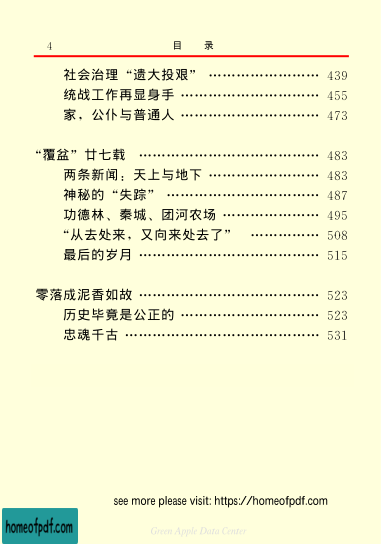 4 目 录
社会治理“遗大投艰” …………………… 439
统战工作再显身手 …………………… 455
家，公仆与普通人 …………………… 473
“覆盆”廿七载 …………………… 483
两条新闻：天上与地下 …………………… 483
神秘的“失踪” …………………… 487
功德林、秦城、团河农场 …………………… 495
“从去处来，又向来处去了” …………… 508
最后的岁月 …………………… 515
零落成泥香如故 …………………… 523
历史毕竟是公正的 …………………… 523
忠魂千古 …………………… 531
see more please visit: https://homeofpdf.com
homeofpdf.com
Green Apple Data Center